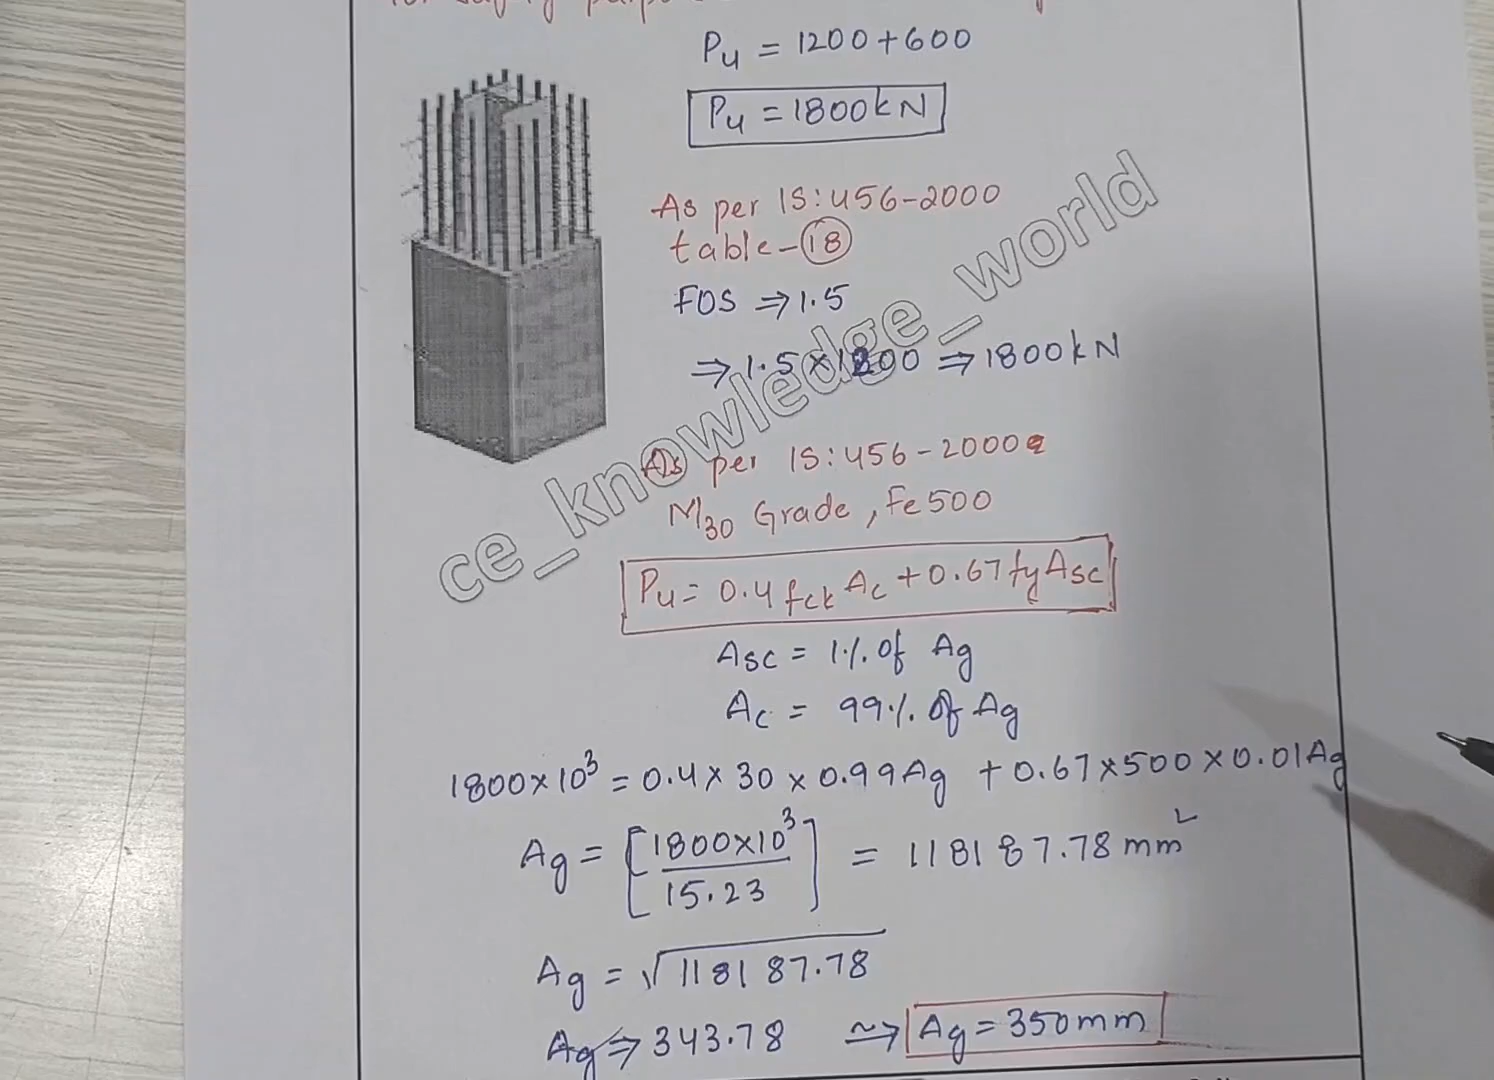 Pu = 1200+600
Pu = 1800kN
As per IS:456-2000
table-18
FOS ⇒ 1.5
⇒ 1.5×1200 ⇒ 1800kN
As per IS:456-2000
M30 Grade, Fe500
Pu = 0.4 fck Ac + 0.67 fy Asc
Asc = 1% of Ag
Ac = 99% of Ag
1800×10³ = 0.4×30×0.99Ag + 0.67×500×0.01Ag
Ag = [1800×10³ / 15.23] = 118187.78 mm²
Ag = √118187.78
Ag ⇒ 343.78 ≃→ Ag = 350mm
ce_knowledge_world